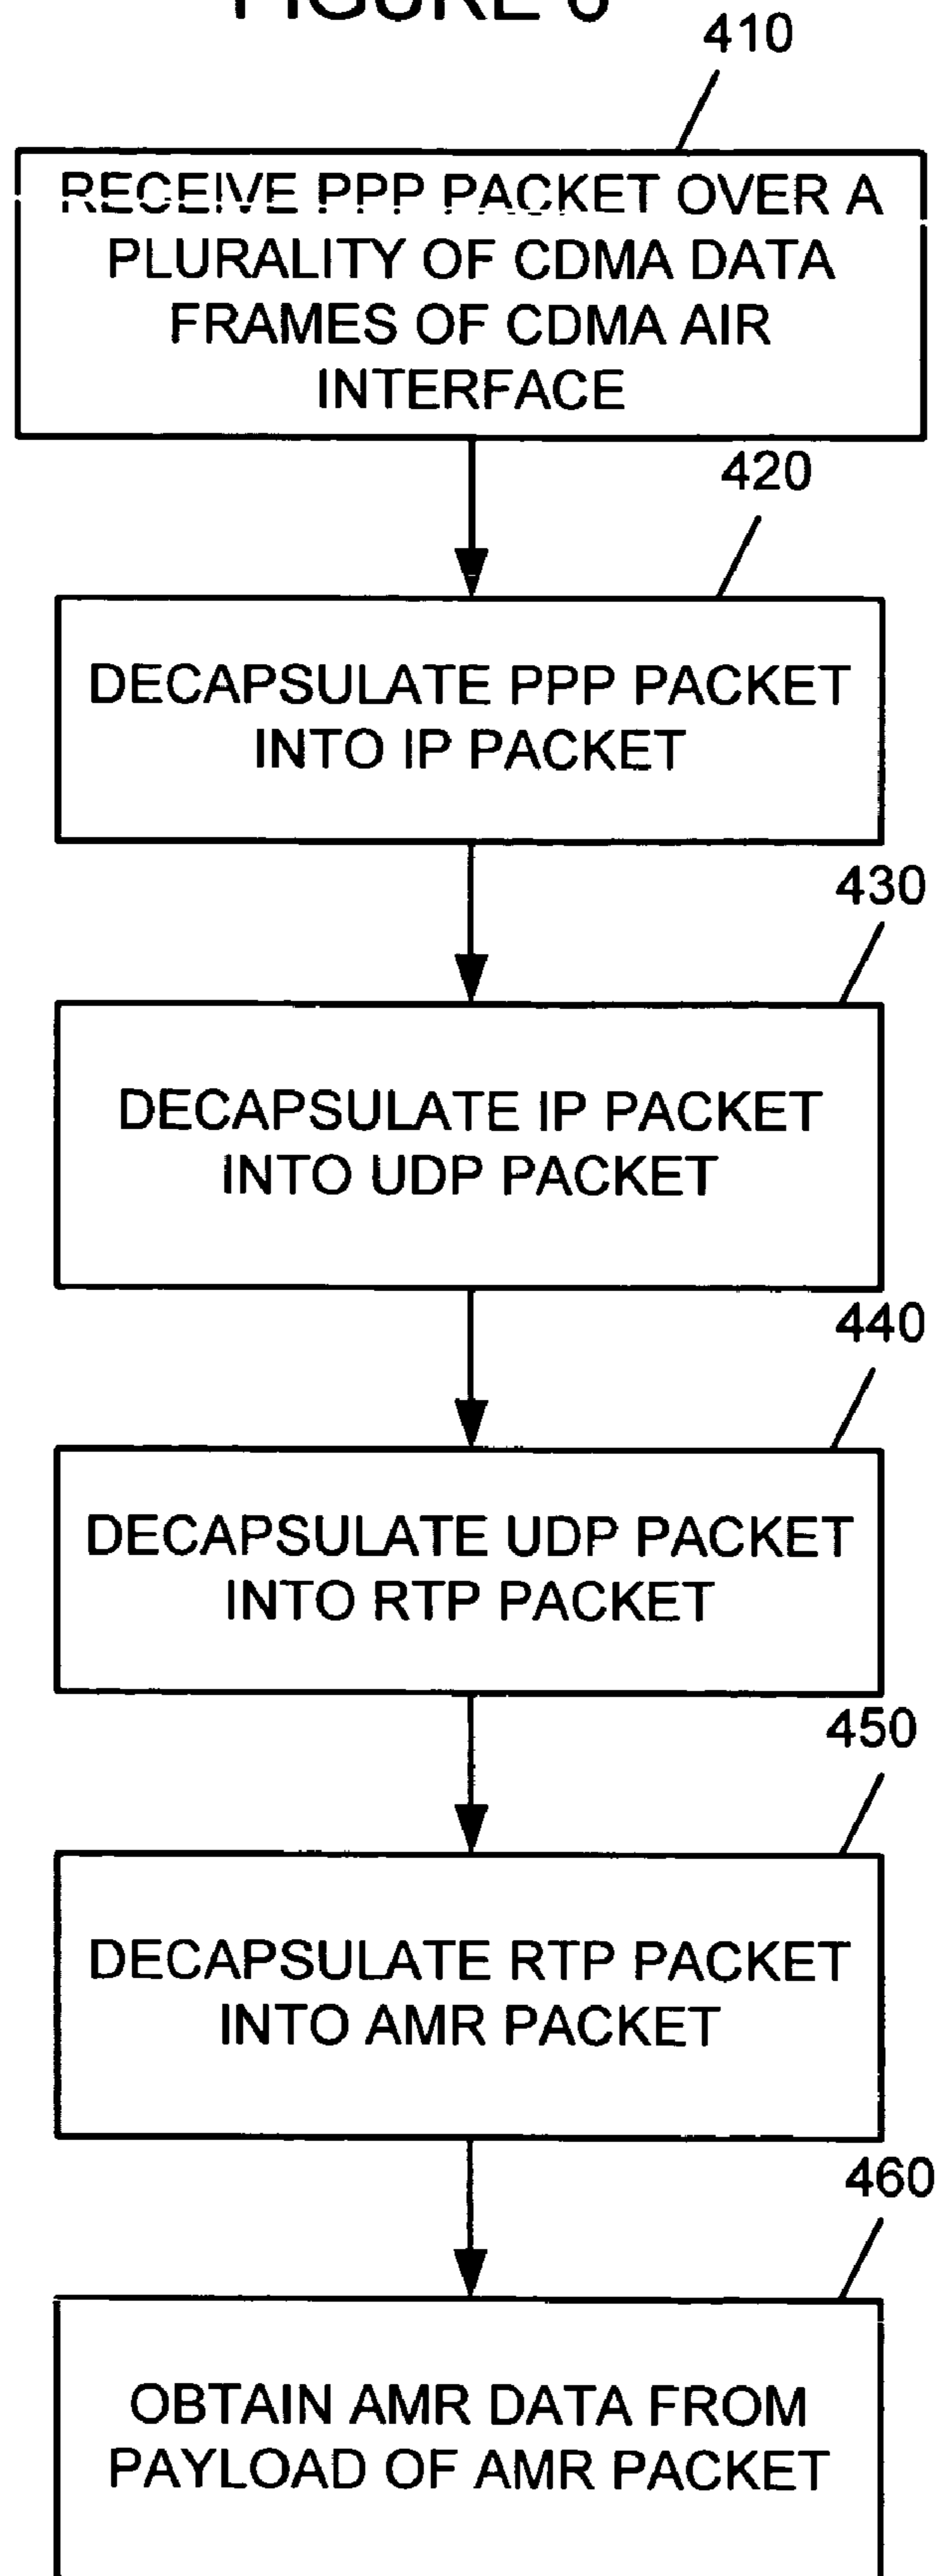 FIGURE 6
410
RECEIVE PPP PACKET OVER A
PLURALITY OF CDMA DATA
FRAMES OF CDMA AIR
INTERFACE
420
DECAPSULATE PPP PACKET
INTO IP PACKET
430
DECAPSULATE IP PACKET
INTO UDP PACKET
440
DECAPSULATE UDP PACKET
INTO RTP PACKET
450
DECAPSULATE RTP PACKET
INTO AMR PACKET
460
OBTAIN AMR DATA FROM
PAYLOAD OF AMR PACKET